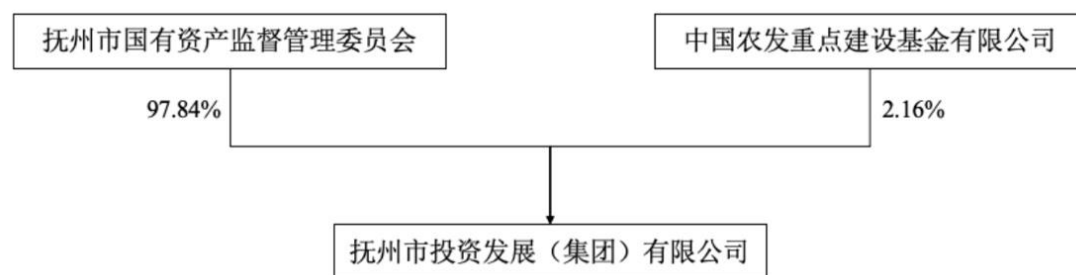 抚州市国有资产监督管理委员会
中国农发重点建设基金有限公司
97.84%
2.16%
抚州市投资发展（集团）有限公司